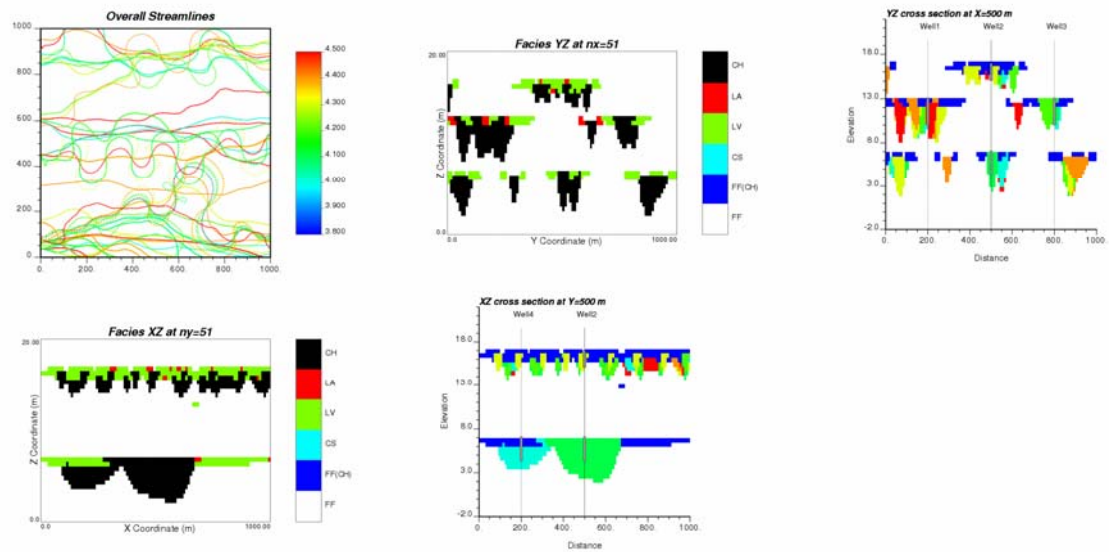 Overall Streamlines
1000.
800.
600.
400.
200.
0.
0. 200. 400. 600. 800. 1000.
4.500
4.400
4.300
4.200
4.100
4.000
3.900
3.800
Facies YZ at nx=51
20.00
Z Coordinate (m)
0.0
0.0 1000.00
Y Coordinate (m)
CH
LA
LV
CS
FF(CH)
FF
YZ cross section at X=500 m
Well1 Well2 Well3
18.0
13.0
8.0
3.0
-2.0
Elevation
0. 200. 400. 600. 800. 1000.
Distance
Facies XZ at ny=51
20.00
Z Coordinate (m)
0.0
0.0 1000.00
X Coordinate (m)
CH
LA
LV
CS
FF(CH)
FF
XZ cross section at Y=500 m
Well4 Well2
18.0
13.0
8.0
3.0
-2.0
Elevation
0. 200. 400. 600. 800. 1000.
Distance